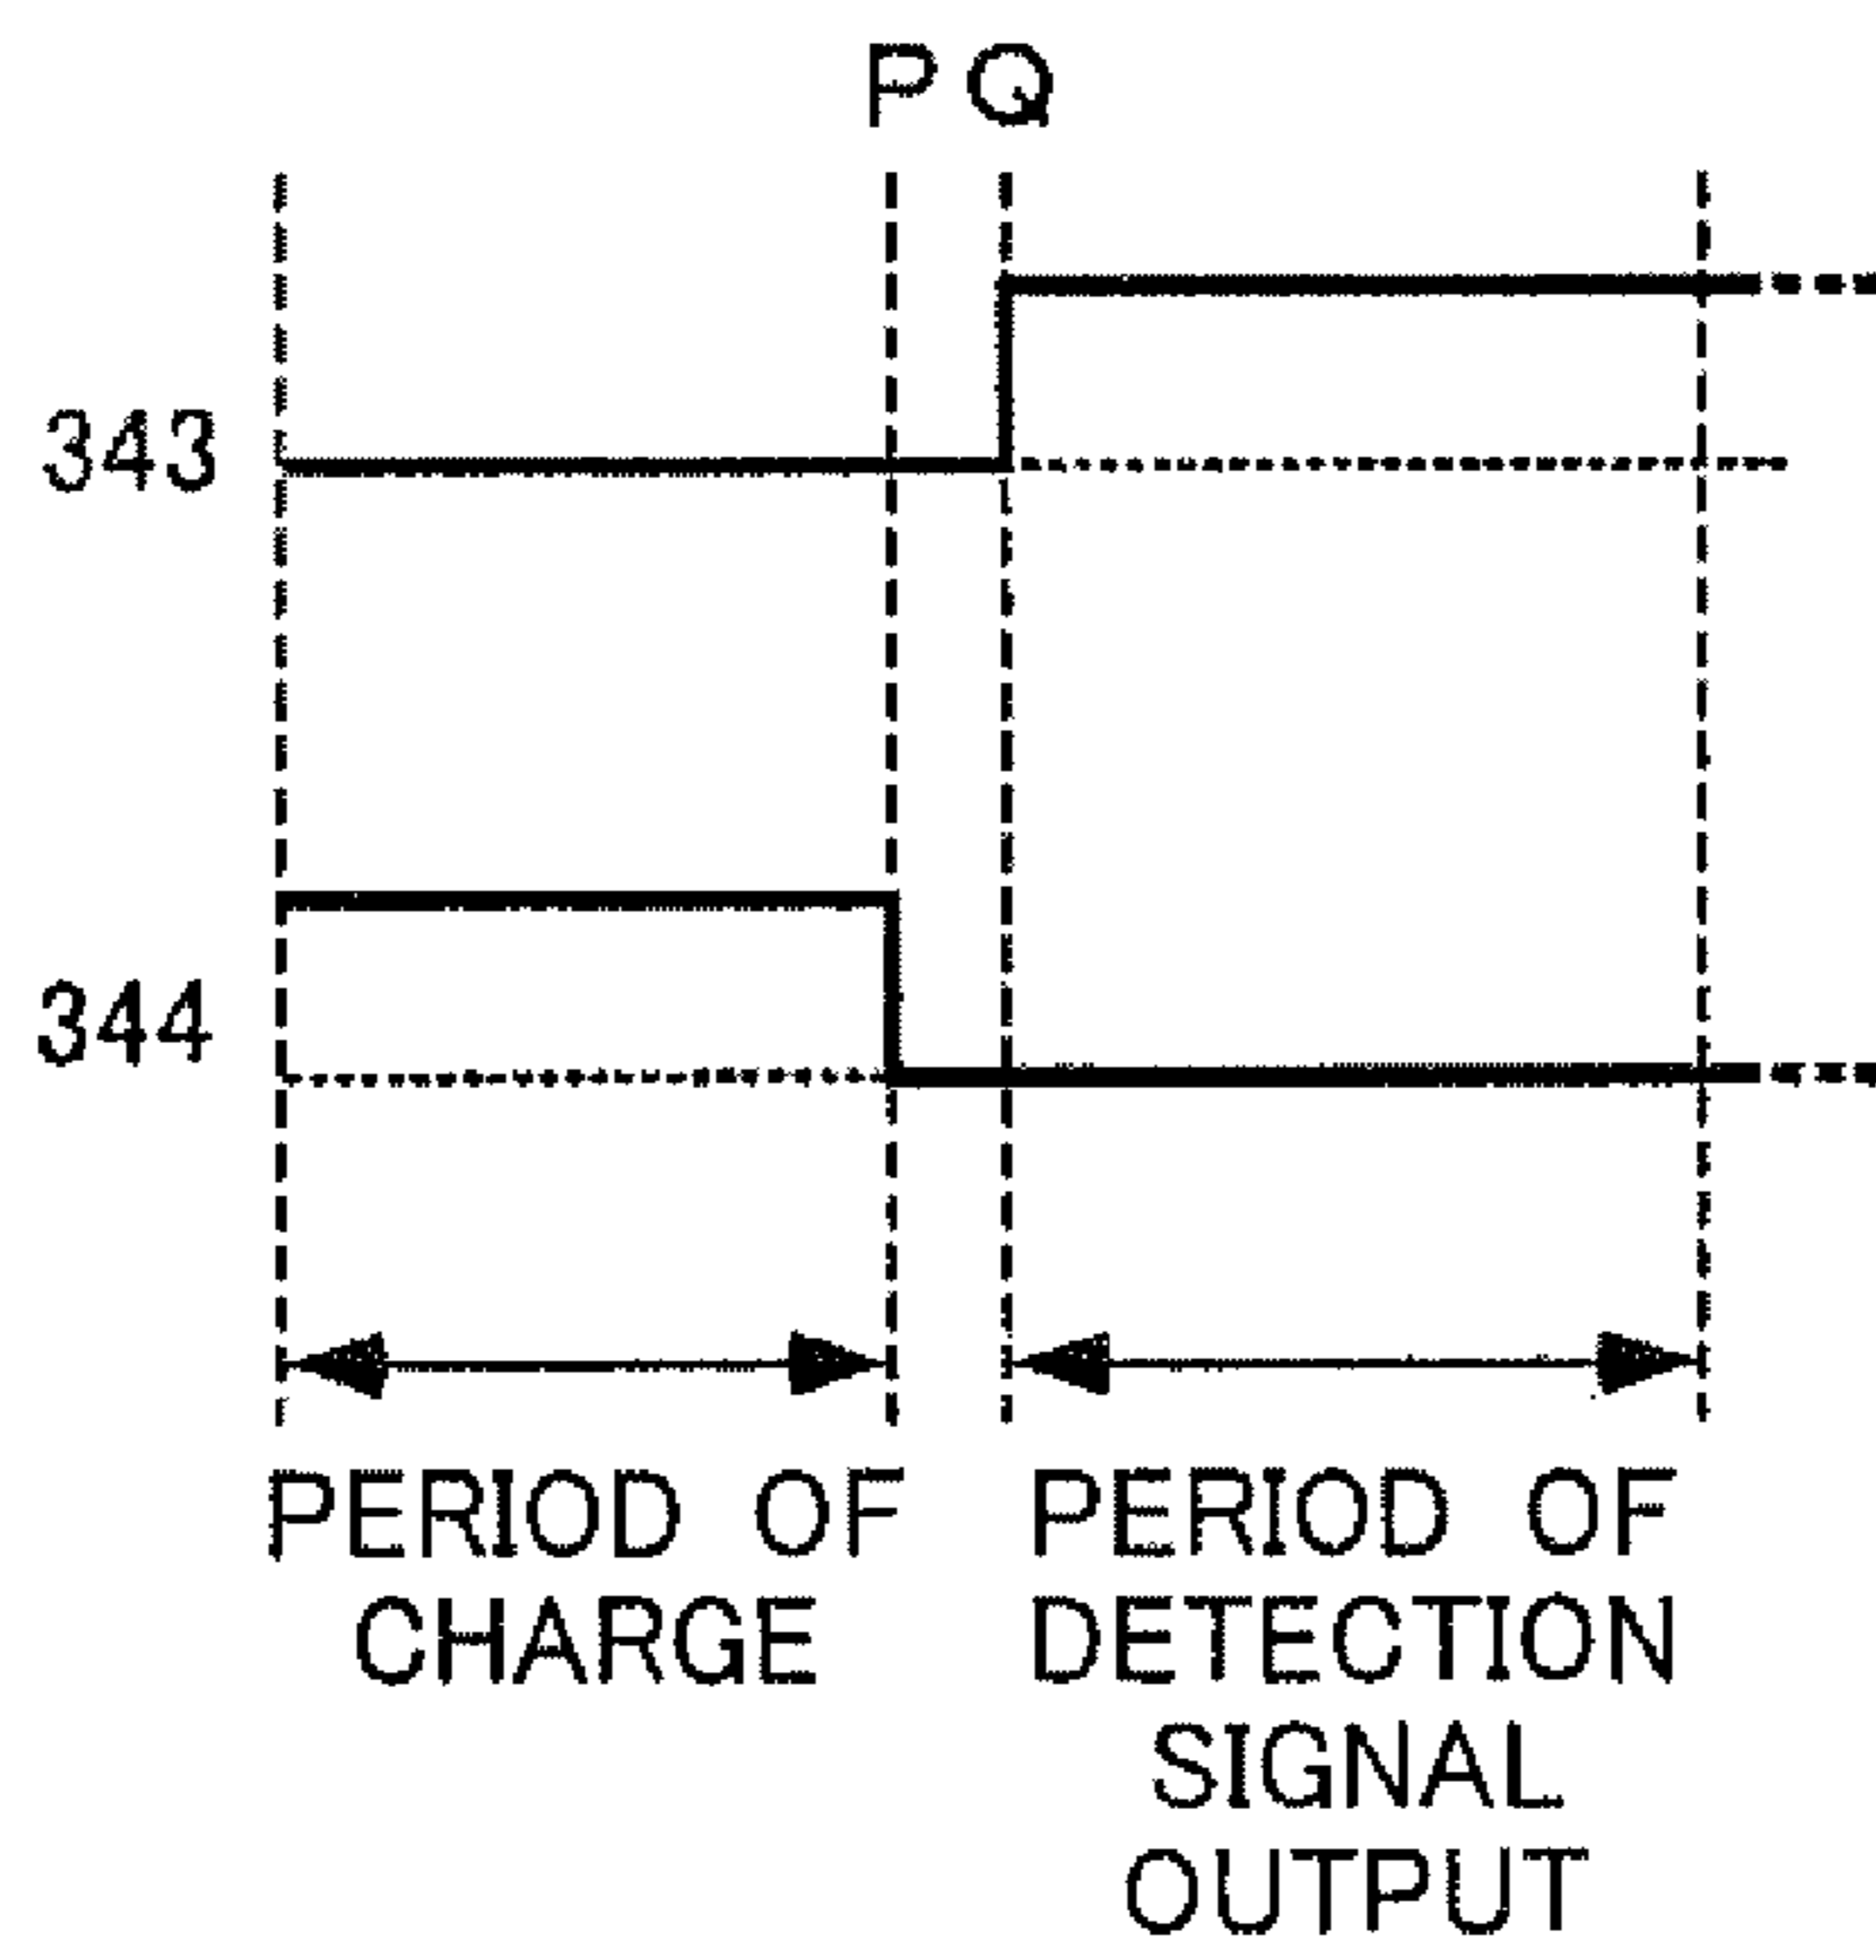 P Q
343
344
PERIOD OF
CHARGE
PERIOD OF
DETECTION
SIGNAL
OUTPUT